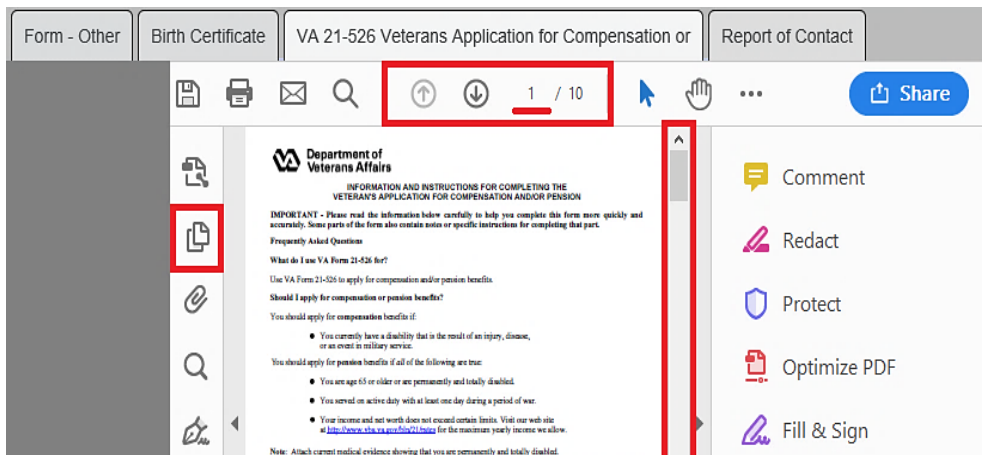 Form - Other
Birth Certificate
VA 21-526 Veterans Application for Compensation or
Report of Contact
1 / 10
Share
VA Department of
Veterans Affairs
INFORMATION AND INSTRUCTIONS FOR COMPLETING THE
VETERAN'S APPLICATION FOR COMPENSATION AND/OR PENSION
IMPORTANT - Please read the information below carefully to help you complete this form more quickly and
accurately. Some parts of the form also contain notes or specific instructions for completing that part.
Frequently Asked Questions
What do I use VA Form 21-526 for?
Use VA Form 21-526 to apply for compensation and/or pension benefits.
Should I apply for compensation or pension benefits?
You should apply for compensation benefits if:
● You currently have a disability that is the result of an injury, disease,
or an event in military service.
You should apply for pension benefits if all of the following are true:
● You are age 65 or older or are permanently and totally disabled.
● You served on active duty with at least one day during a period of war.
● Your income and net worth does not exceed certain limits. Visit our web site
at http://www.vba.va.gov/bln/21/rates for the maximum yearly income we allow.
Note: Attach current medical evidence showing that you are permanently and totally disabled.
Comment
Redact
Protect
Optimize PDF
Fill & Sign